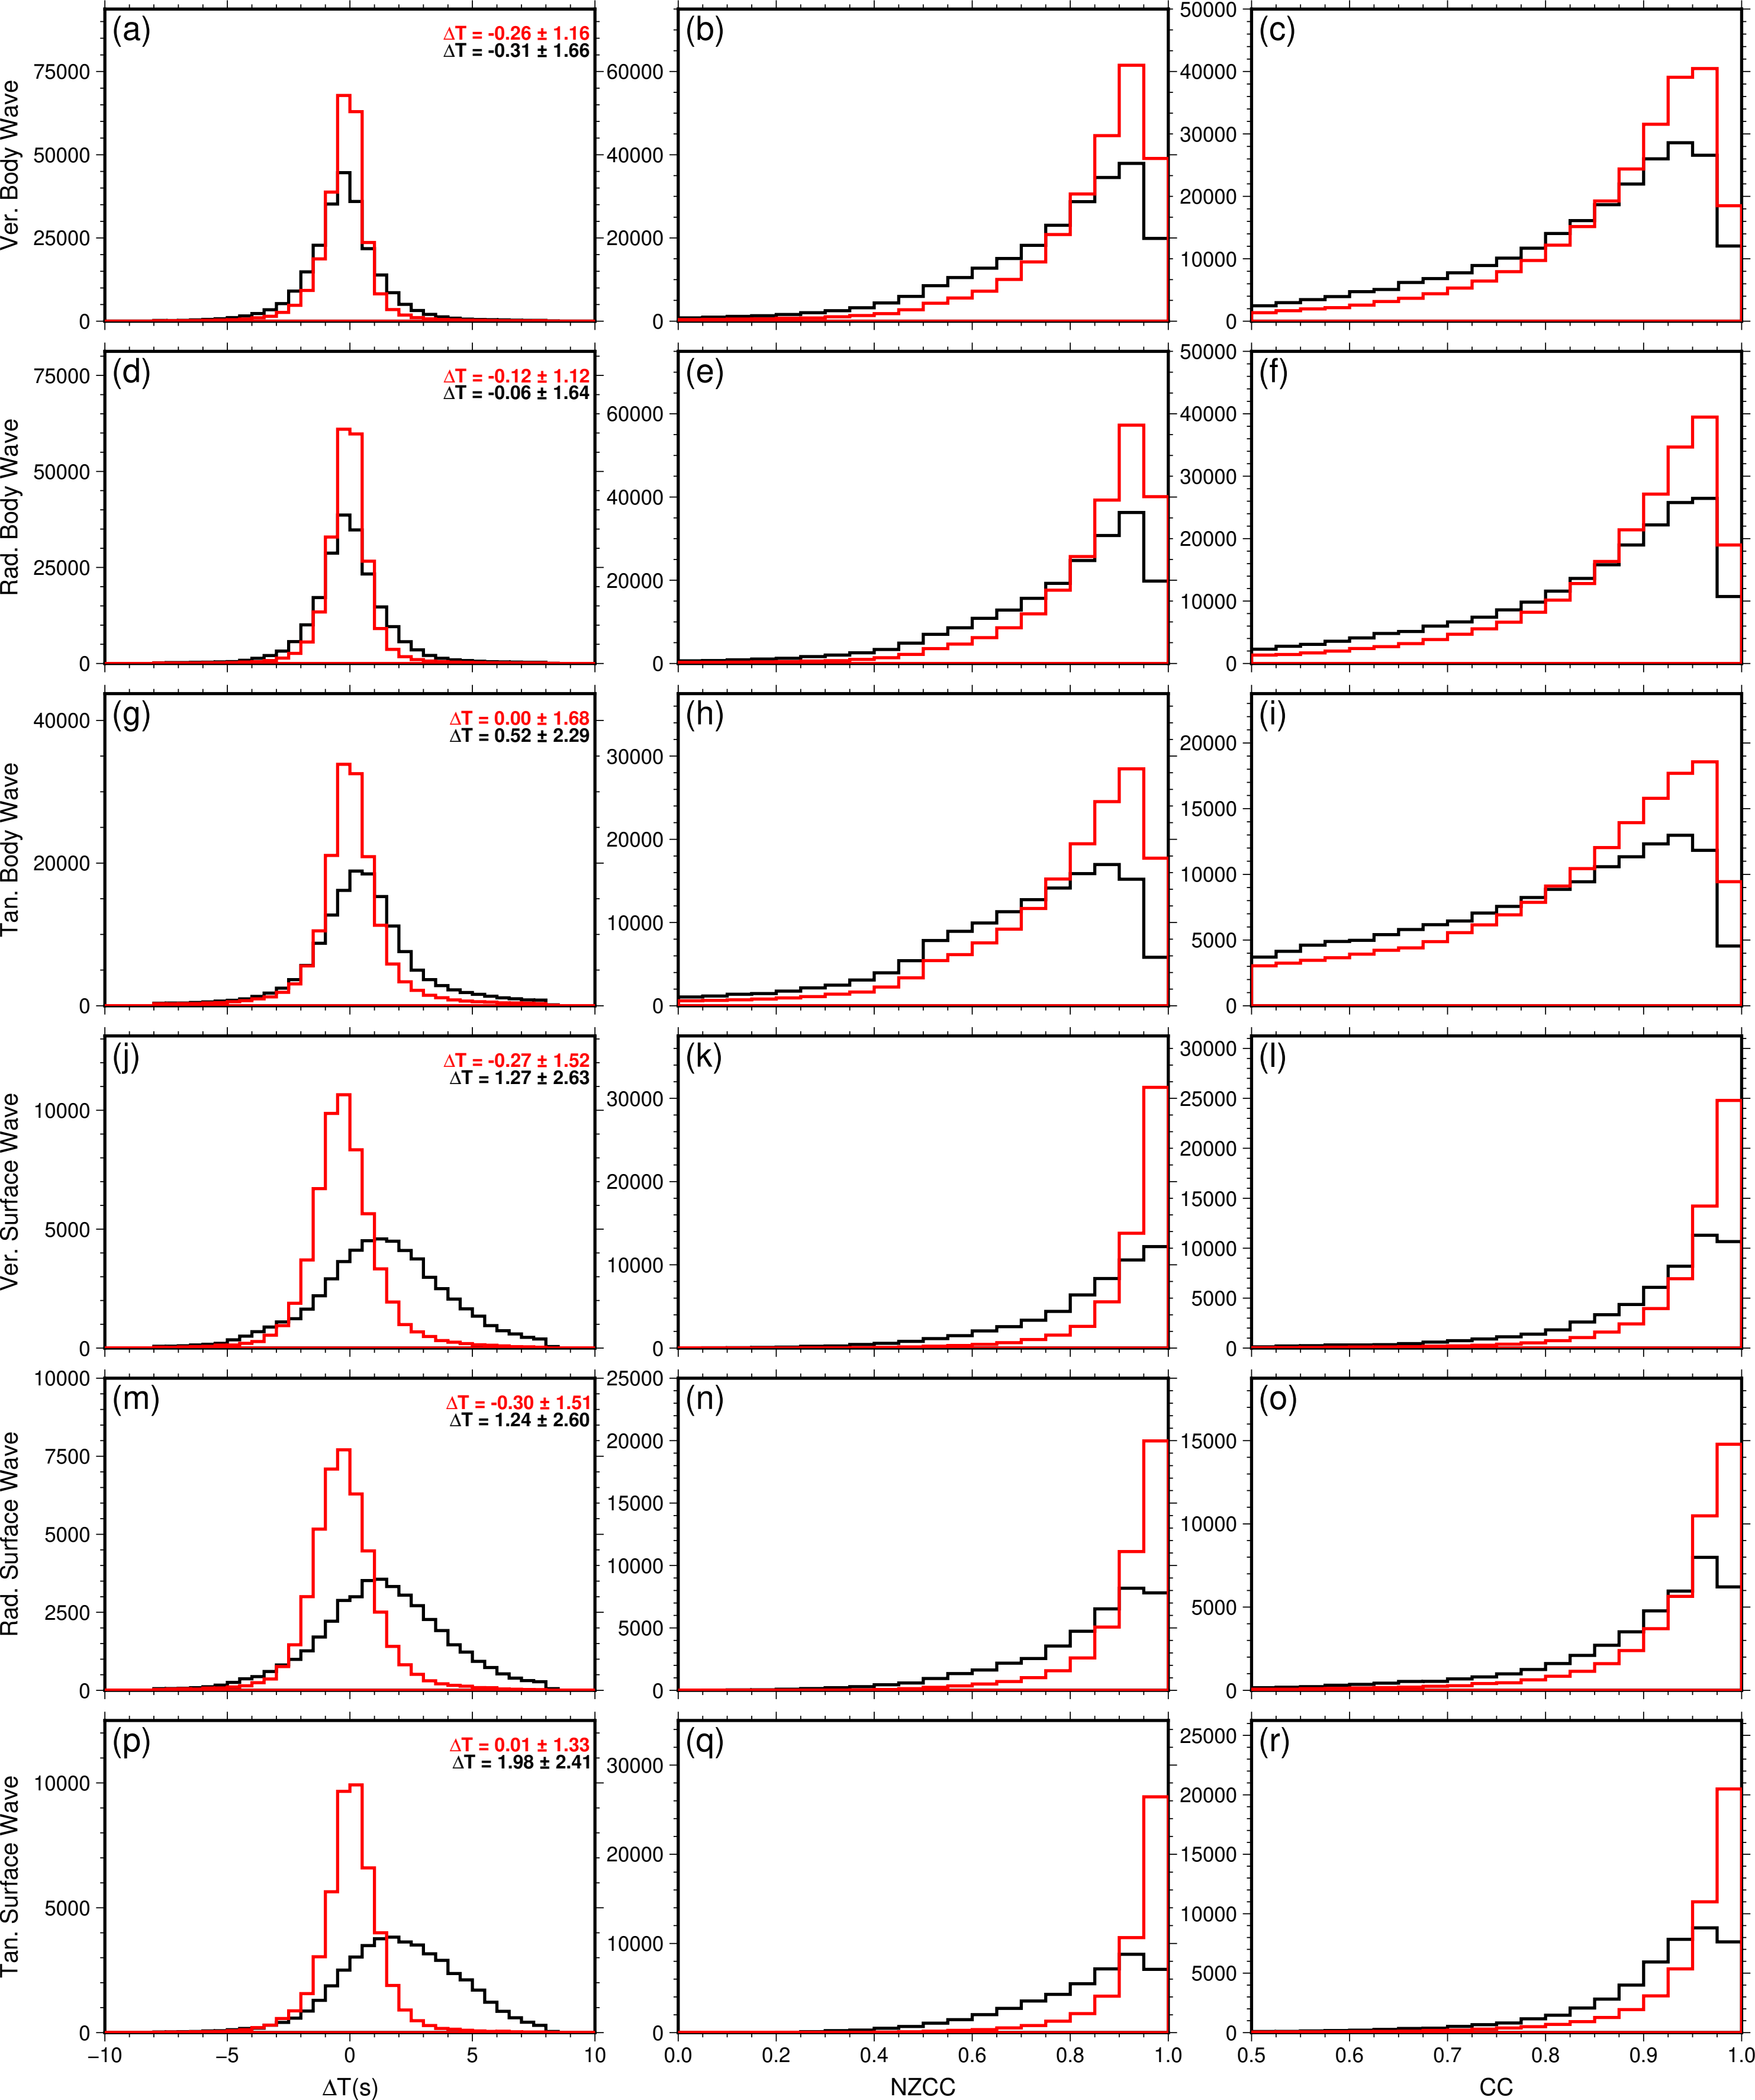 (a)
ΔT = -0.26 ± 1.16
ΔT = -0.31 ± 1.66
75000
50000
25000
0
Ver. Body Wave
(b)
60000
40000
20000
0
(c)
50000
40000
30000
20000
10000
0
(d)
ΔT = -0.12 ± 1.12
ΔT = -0.06 ± 1.64
75000
50000
25000
0
Rad. Body Wave
(e)
60000
40000
20000
0
(f)
50000
40000
30000
20000
10000
0
(g)
ΔT = 0.00 ± 1.68
ΔT = 0.52 ± 2.29
40000
20000
0
Tan. Body Wave
(h)
30000
20000
10000
0
(i)
20000
15000
10000
5000
0
(j)
ΔT = -0.27 ± 1.52
ΔT = 1.27 ± 2.63
10000
5000
0
Ver. Surface Wave
(k)
30000
20000
10000
0
(l)
30000
25000
20000
15000
10000
5000
0
(m)
ΔT = -0.30 ± 1.51
ΔT = 1.24 ± 2.60
10000
7500
5000
2500
0
Rad. Surface Wave
(n)
25000
20000
15000
10000
5000
0
(o)
15000
10000
5000
0
(p)
ΔT = 0.01 ± 1.33
ΔT = 1.98 ± 2.41
10000
5000
0
Tan. Surface Wave
−10 −5 0 5 10
ΔT(s)
(q)
30000
20000
10000
0
0.0 0.2 0.4 0.6 0.8 1.0
NZCC
(r)
25000
20000
15000
10000
5000
0
0.5 0.6 0.7 0.8 0.9 1.0
CC